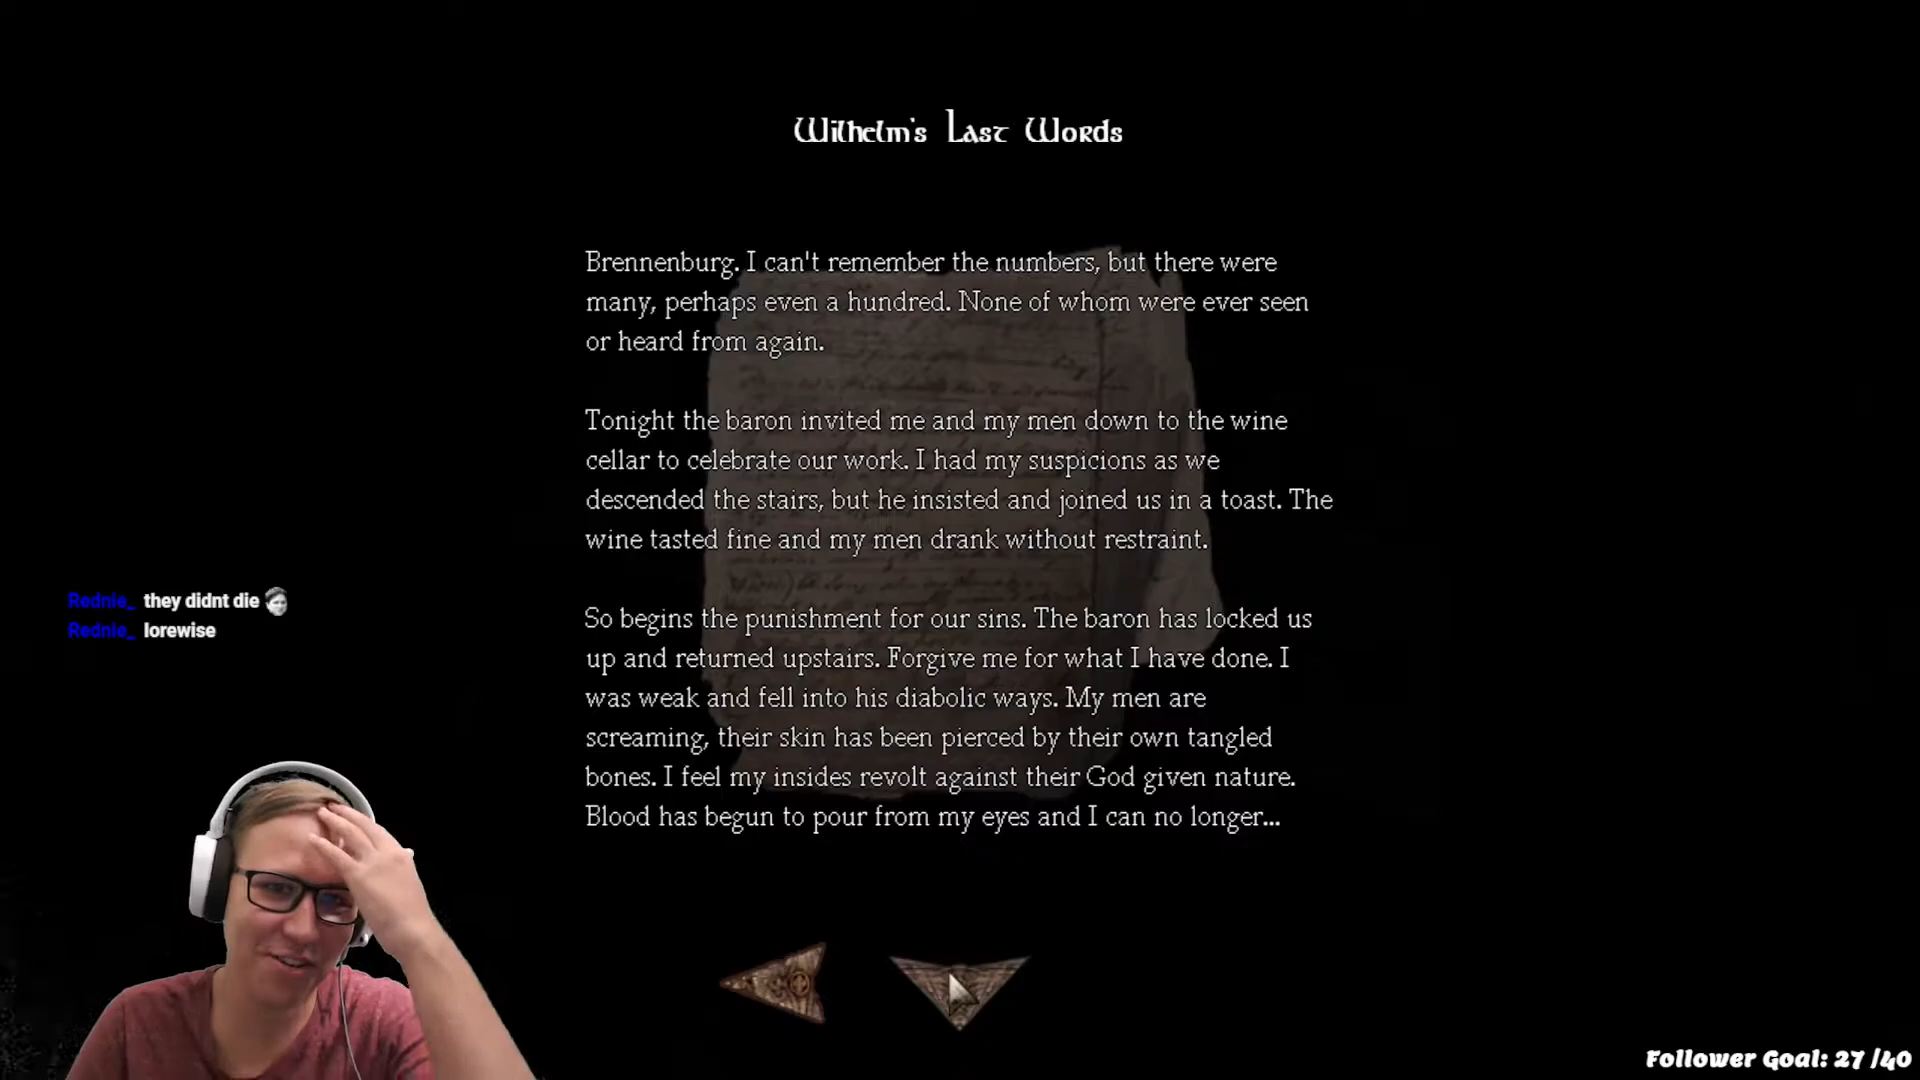 Wilhelm's Last Words
Brennenburg. I can't remember the numbers, but there were
many, perhaps even a hundred. None of whom were ever seen
or heard from again.
Tonight the baron invited me and my men down to the wine
cellar to celebrate our work. I had my suspicions as we
descended the stairs, but he insisted and joined us in a toast. The
wine tasted fine and my men drank without restraint.
So begins the punishment for our sins. The baron has locked us
up and returned upstairs. Forgive me for what I have done. I
was weak and fell into his diabolic ways. My men are
screaming, their skin has been pierced by their own tangled
bones. I feel my insides revolt against their God given nature.
Blood has begun to pour from my eyes and I can no longer...
Rednie_ they didnt die
Rednie_ lorewise
Follower Goal: 27 /40